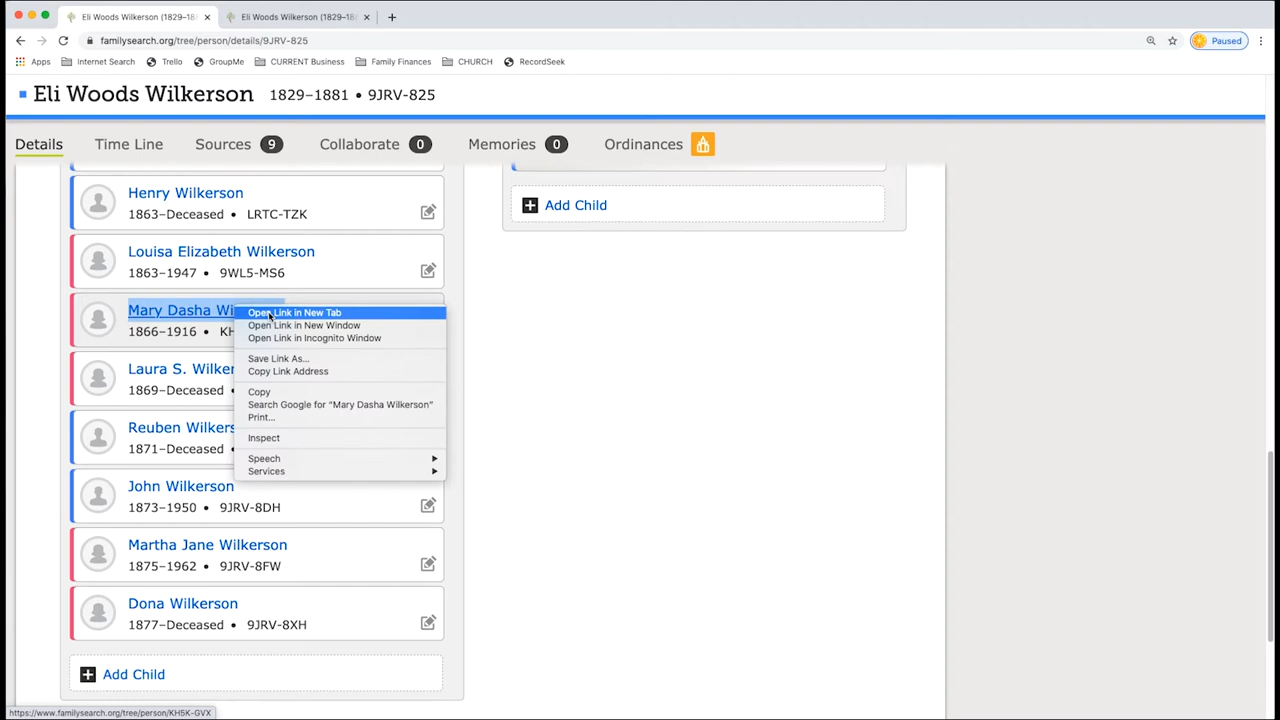 Eli Woods Wilkerson (1829–18
Eli Woods Wilkerson (1829–18
familysearch.org/tree/person/details/9JRV-825
Paused
Apps
Internet Search
Trello
GroupMe
CURRENT Business
Family Finances
CHURCH
RecordSeek
Eli Woods Wilkerson 1829–1881 • 9JRV-825
Details
Time Line
Sources 9
Collaborate 0
Memories 0
Ordinances
Henry Wilkerson
1863–Deceased • LRTC-TZK
Louisa Elizabeth Wilkerson
1863–1947 • 9WL5-MS6
Mary Dasha Wi
1866–1916 • KH
Laura S. Wilker
1869–Deceased •
Reuben Wilkers
1871–Deceased
John Wilkerson
1873–1950 • 9JRV-8DH
Martha Jane Wilkerson
1875–1962 • 9JRV-8FW
Dona Wilkerson
1877–Deceased • 9JRV-8XH
Add Child
Add Child
Open Link in New Tab
Open Link in New Window
Open Link in Incognito Window
Save Link As...
Copy Link Address
Copy
Search Google for “Mary Dasha Wilkerson”
Print...
Inspect
Speech
Services
https://www.familysearch.org/tree/person/KH5K-GVX